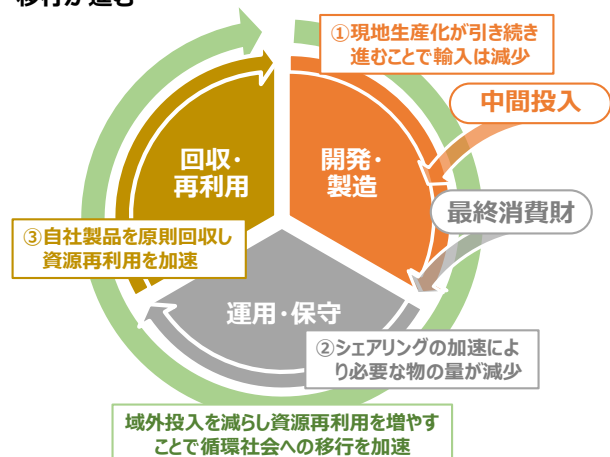 移行が進む
①現地生産化が引き続き
進むことで輸入は減少
中間投入
回収・
再利用
開発・
製造
最終消費財
③自社製品を原則回収し
資源再利用を加速
運用・保守
②シェアリングの加速によ
り必要な物の量が減少
域外投入を減らし資源再利用を増やす
ことで循環社会への移行を加速